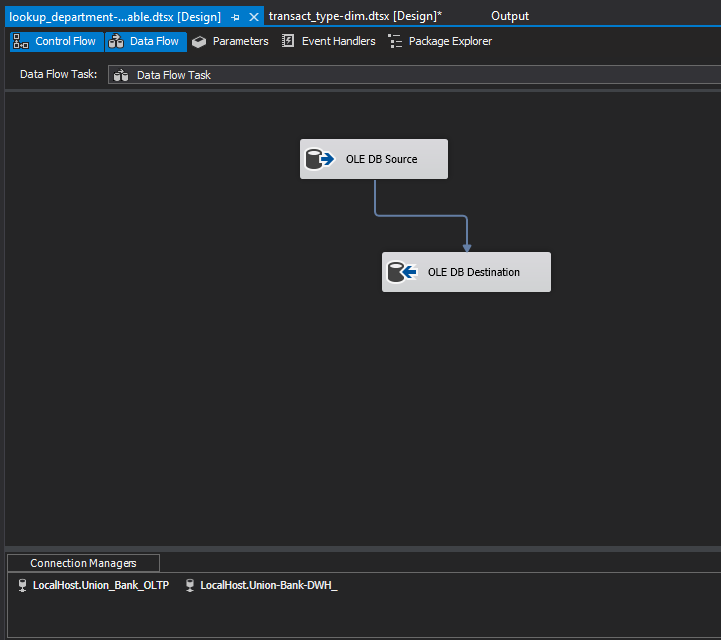 lookup_department-...able.dtsx [Design] transact_type-dim.dtsx [Design]* Output
Control Flow Data Flow Parameters Event Handlers Package Explorer
Data Flow Task: Data Flow Task
OLE DB Source
OLE DB Destination
Connection Managers
LocalHost.Union_Bank_OLTP LocalHost.Union-Bank-DWH_